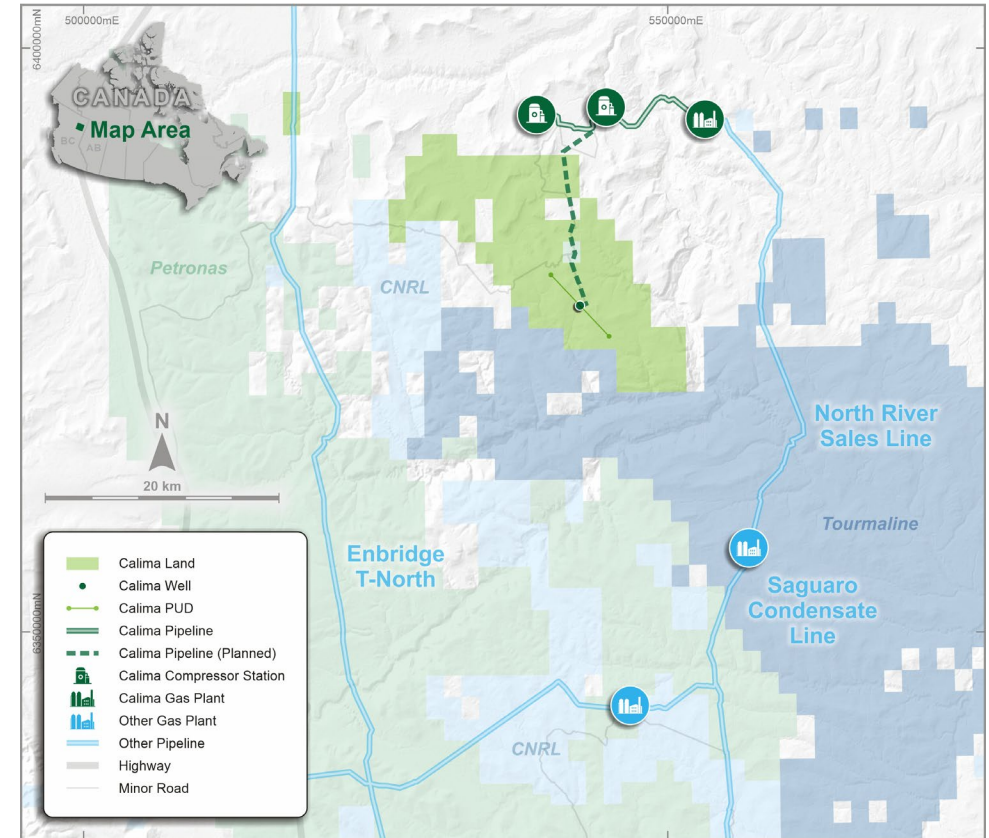 500000mE
550000mE
6400000mN
CANADA
Map Area
BC
AB
Petronas
CNRL
North River
Sales Line
N
20 km
Tourmaline
Enbridge
T-North
Saguaro
Condensate
Line
6350000mN
Calima Land
Calima Well
Calima PUD
Calima Pipeline
Calima Pipeline (Planned)
Calima Compressor Station
Calima Gas Plant
Other Gas Plant
Other Pipeline
Highway
Minor Road
CNRL